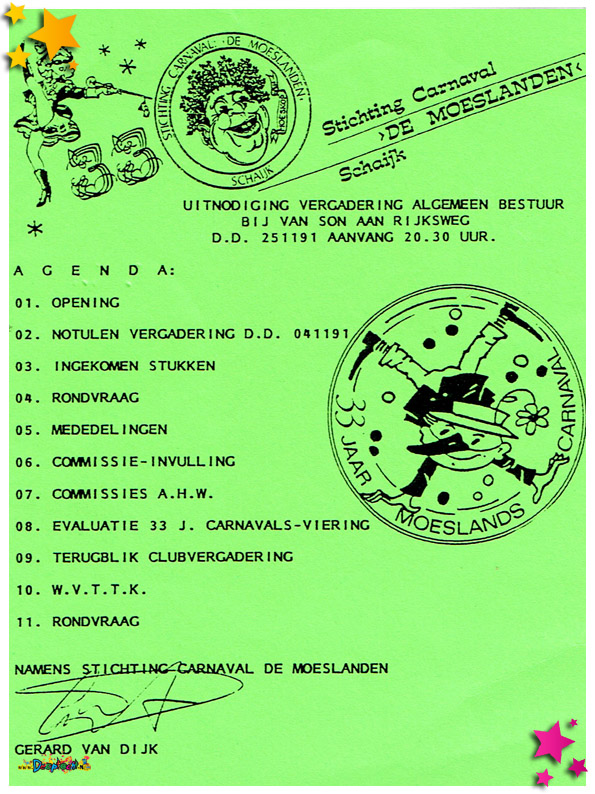 STICHTING CARNAVAL: DE MOESLANDEN:
SCHAIJK
Stichting Carnaval
›DE MOESLANDEN‹
Schaijk
33
UITNODIGING VERGADERING ALGEMEEN BESTUUR
BIJ VAN SON AAN RIJKSWEG
D.D. 251191 AANVANG 20.30 UUR.
A G E N D A:
01. OPENING
02. NOTULEN VERGADERING D.D. 041191
03. INGEKOMEN STUKKEN
04. RONDVRAAG
05. MEDEDELINGEN
06. COMMISSIE-INVULLING
07. COMMISSIES A.H.W.
08. EVALUATIE 33 J. CARNAVALS-VIERING
09. TERUGBLIK CLUBVERGADERING
10. W.V.T.T.K.
11. RONDVRAAG
33 JAAR MOESLANDS CARNAVAL
NAMENS STICHTING CARNAVAL DE MOESLANDEN
GERARD VAN DIJK